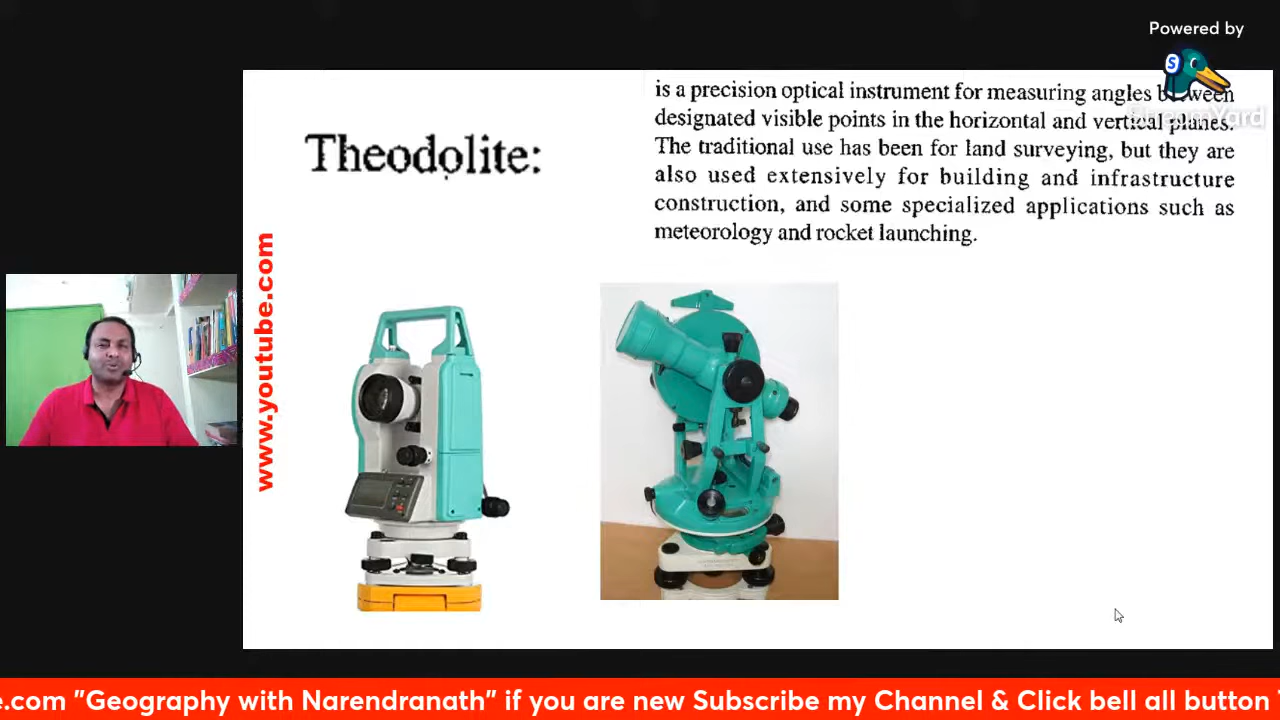 Powered by
StreamYard
is a precision optical instrument for measuring angles between
designated visible points in the horizontal and vertical planes.
The traditional use has been for land surveying, but they are
also used extensively for building and infrastructure
construction, and some specialized applications such as
meteorology and rocket launching.
Theodolite:
www.youtube.com
e.com "Geography with Narendranath" if you are new Subscribe my Channel & Click bell all button